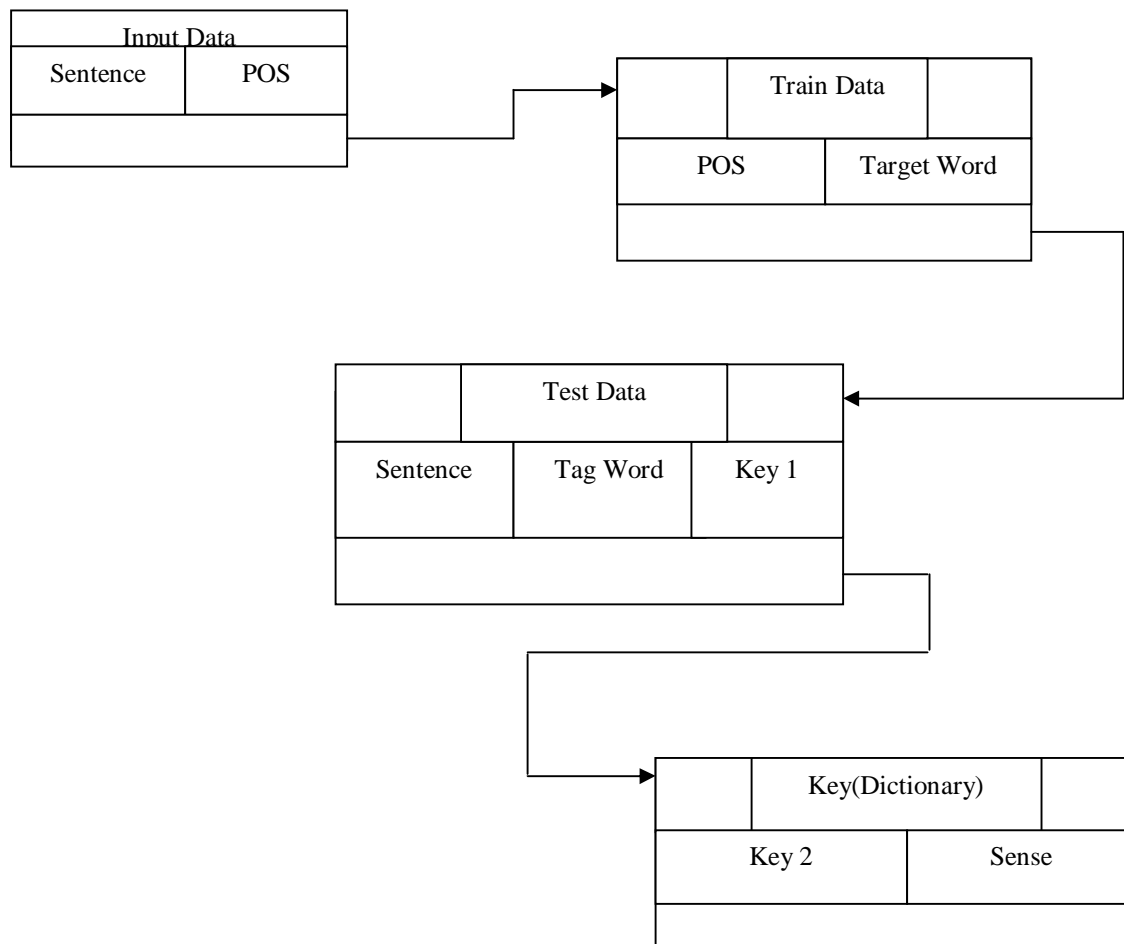 Input Data
Sentence POS
Train Data
POS Target Word
Test Data
Sentence Tag Word Key 1
Key(Dictionary)
Key 2 Sense